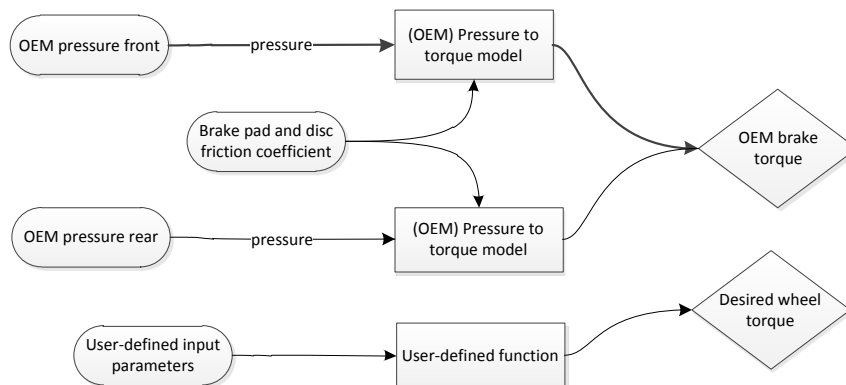 OEM pressure front
pressure
(OEM) Pressure to
torque model
Brake pad and disc
friction coefficient
OEM brake
torque
OEM pressure rear
pressure
(OEM) Pressure to
torque model
Desired wheel
torque
User-defined input
parameters
User-defined function